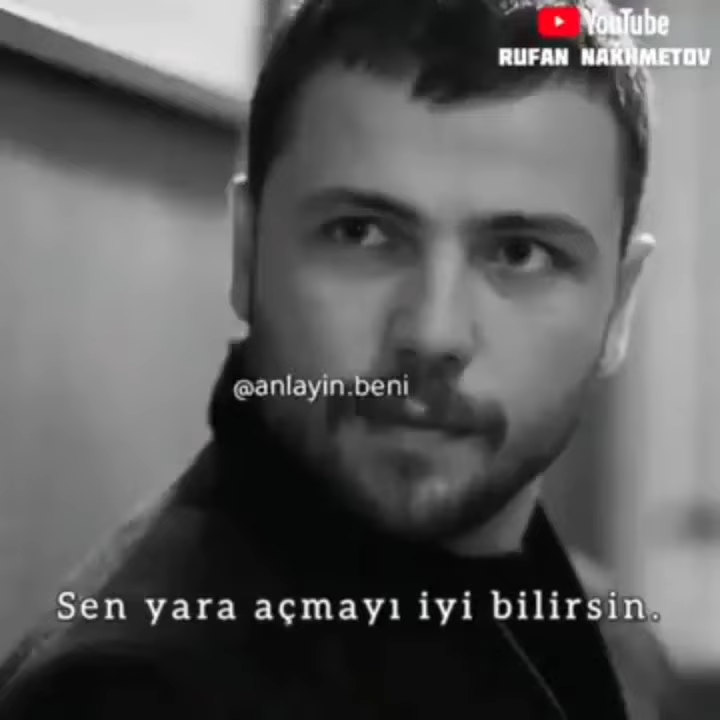 YouTube
RUFAN NAKHMETOV
@anlayin.beni
Sen yara açmayı iyi bilirsin.